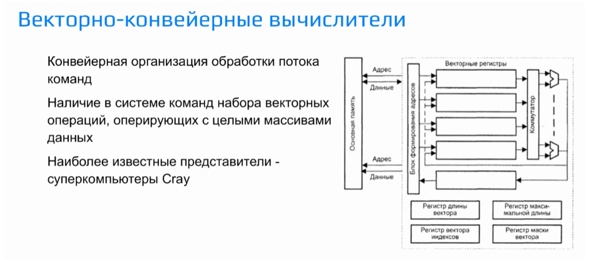 Векторно-конвейерные вычислители
Конвейерная организация обработки потока
команд
Наличие в системе команд набора векторных
операций, оперирующих с целыми массивами
данных
Наиболее известные представители -
суперкомпьютеры Cray
Основная память
Адрес
Данные
Адрес
Данные
Блок формирования адресов
Векторные регистры
Коммутатор
Регистр длины
вектора
Регистр макси-
мальной длины
Регистр вектора
индексов
Регистр маски
вектора